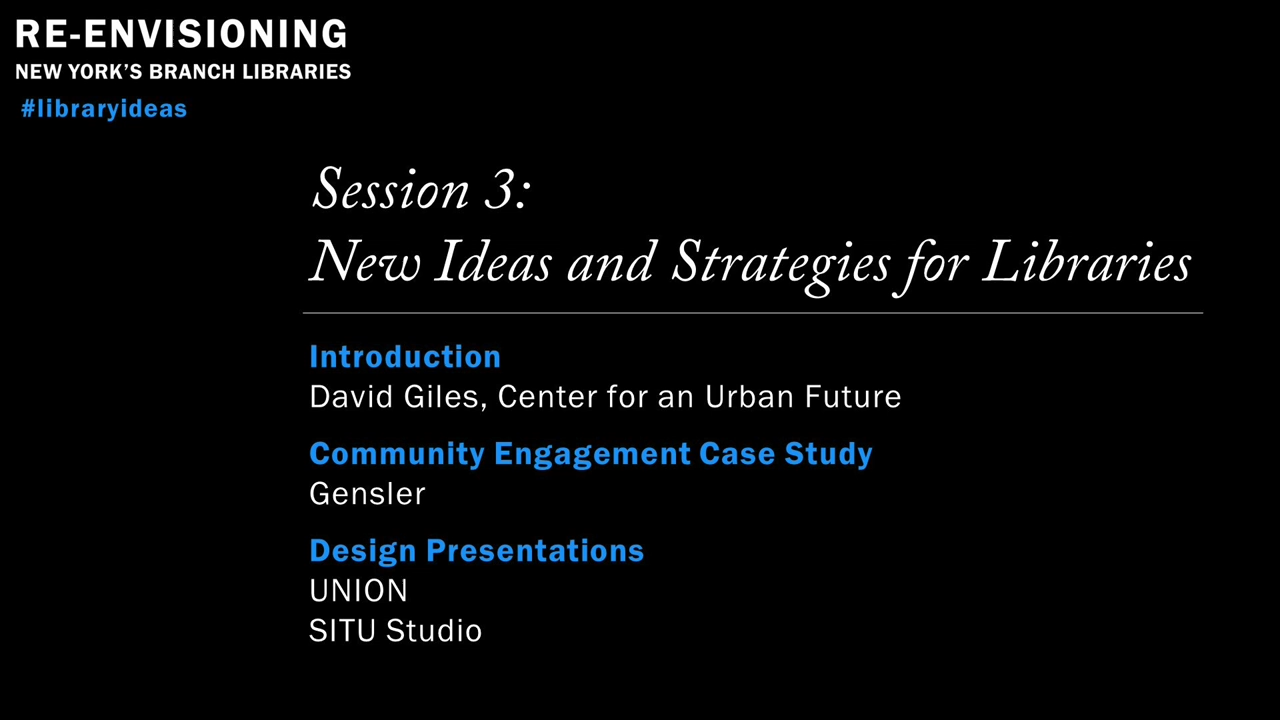 RE-ENVISIONING
NEW YORK’S BRANCH LIBRARIES
#libraryideas
Session 3:
New Ideas and Strategies for Libraries
Introduction
David Giles, Center for an Urban Future
Community Engagement Case Study
Gensler
Design Presentations
UNION
SITU Studio